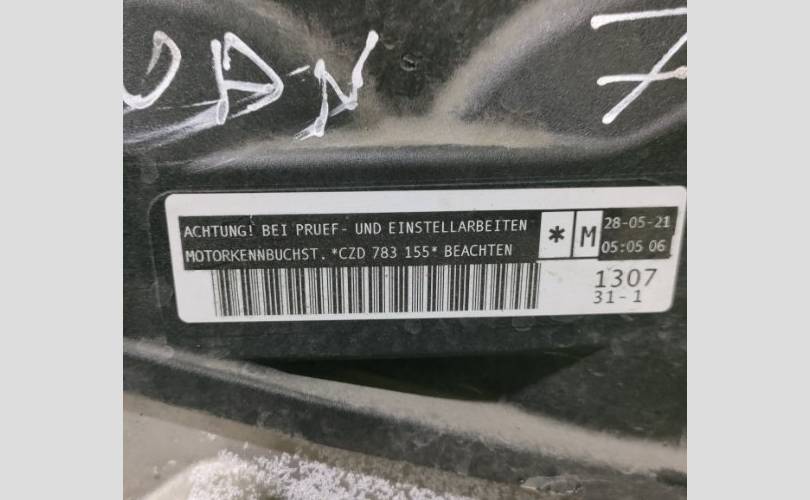 7
ACHTUNG! BEI PRUEF- UND EINSTELLARBEITEN
MOTORKENNBUCHST. *CZD 783 155* BEACHTEN
* M
28-05-21
05:05 06
1307
31-1